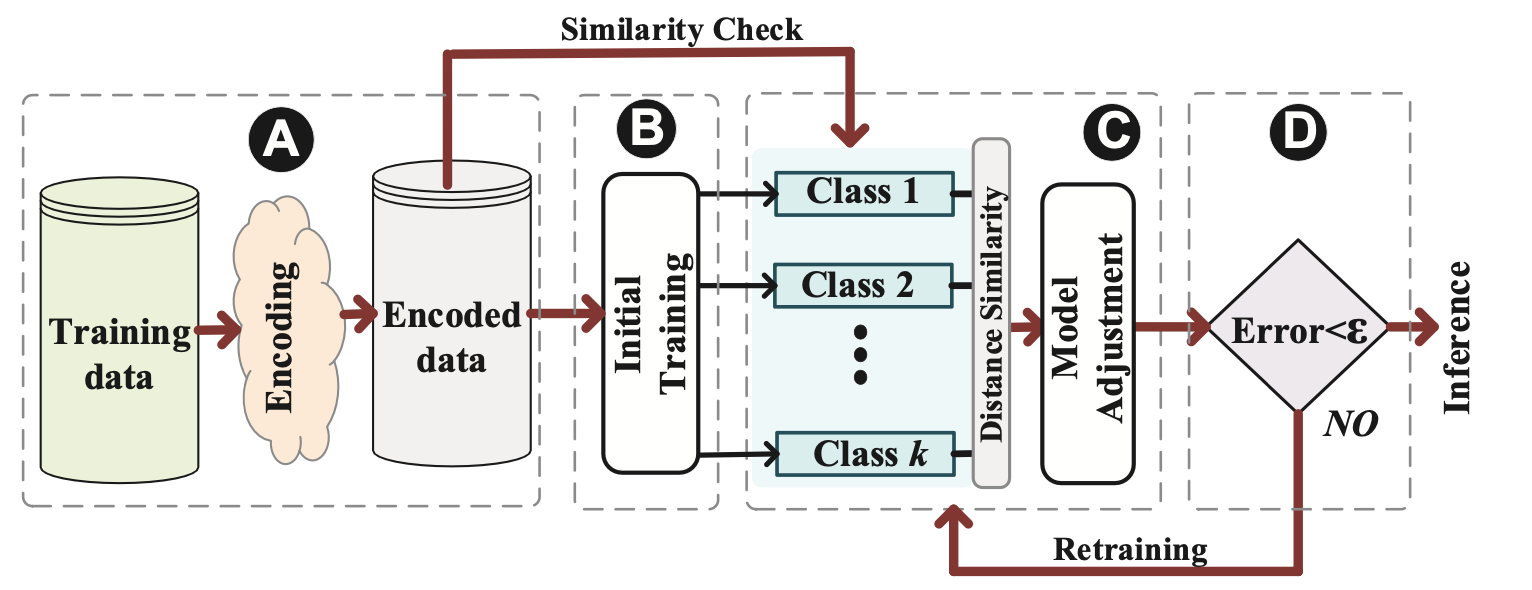 Similarity Check
A
B
C
D
Training
data
Encoding
Encoded
data
Initial
Training
Class 1
Class 2
Class k
Distance Similarity
Model
Adjustment
Error<ε
NO
Inference
Retraining